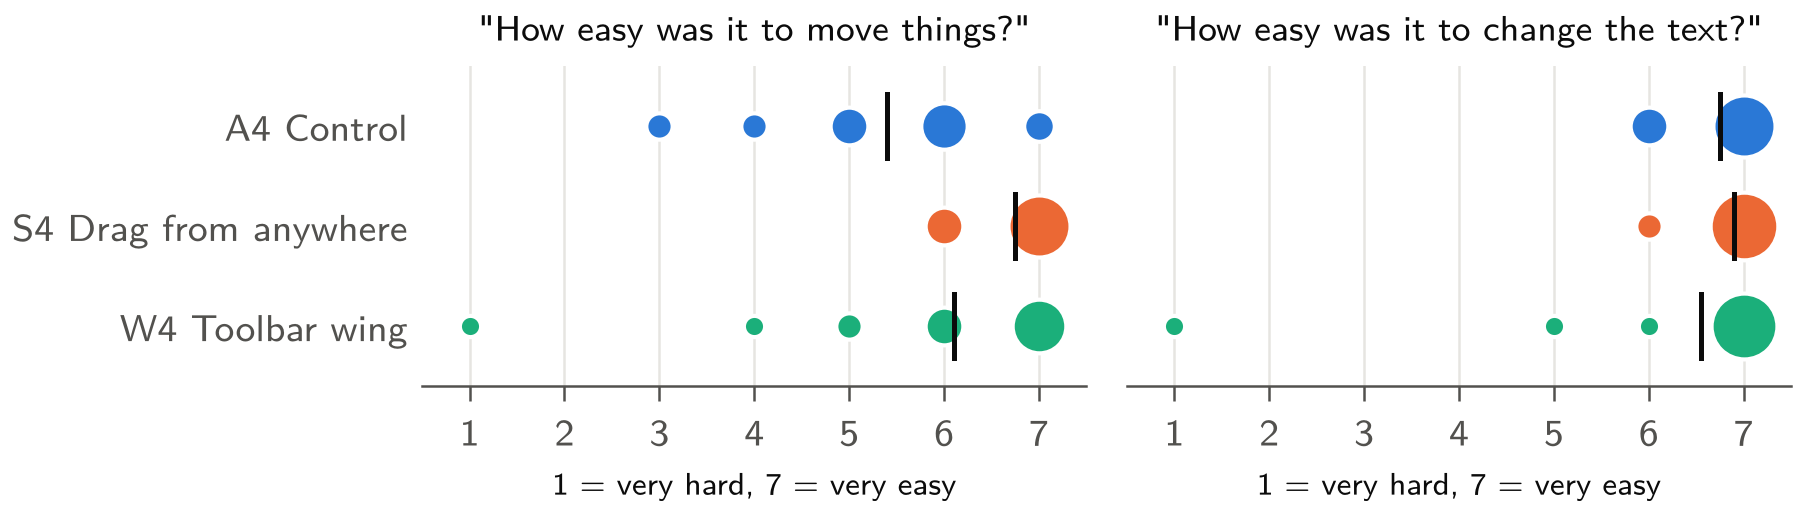 "How easy was it to move things?"
"How easy was it to change the text?"
A4 Control
S4 Drag from anywhere
W4 Toolbar wing
1 2 3 4 5 6 7
1 2 3 4 5 6 7
1 = very hard, 7 = very easy
1 = very hard, 7 = very easy